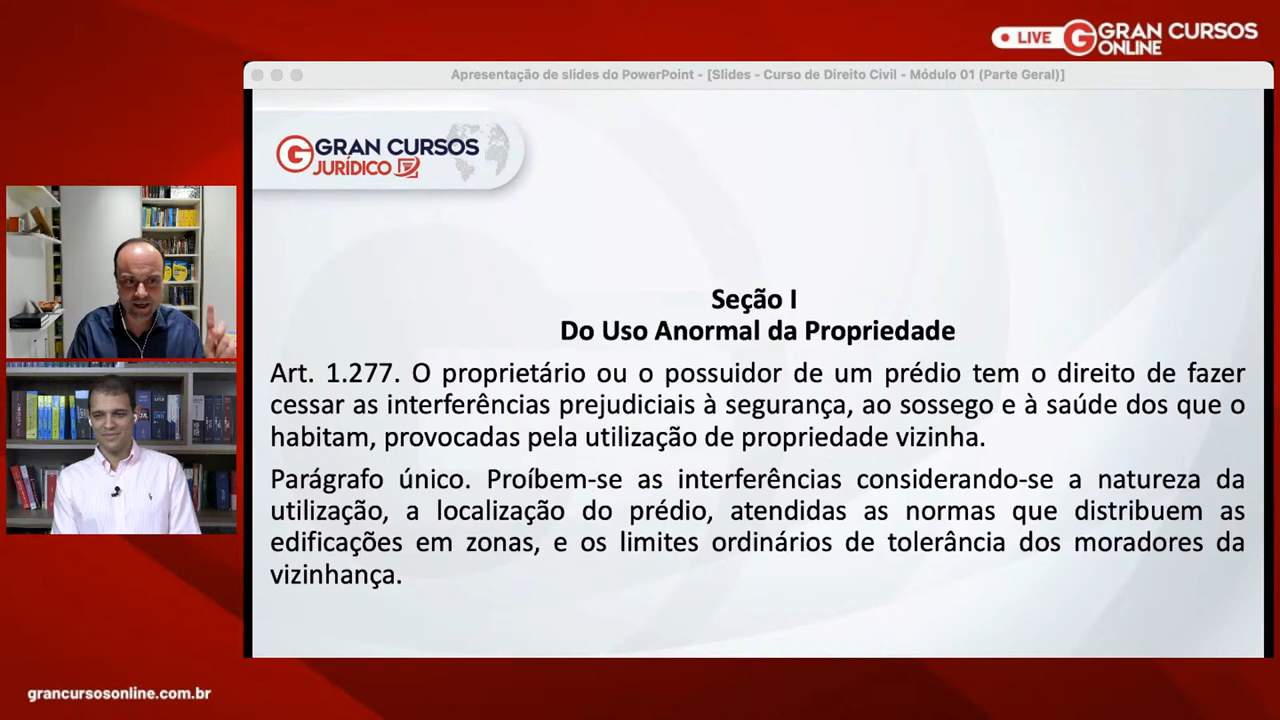 LIVE
GRAN CURSOS
ONLINE
Apresentação de slides do PowerPoint - [Slides - Curso de Direito Civil - Módulo 01 (Parte Geral)]
GRAN CURSOS
JURÍDICO
Seção I
Do Uso Anormal da Propriedade
Art. 1.277. O proprietário ou o possuidor de um prédio tem o direito de fazer
cessar as interferências prejudiciais à segurança, ao sossego e à saúde dos que o
habitam, provocadas pela utilização de propriedade vizinha.
Parágrafo único. Proíbem-se as interferências considerando-se a natureza da
utilização, a localização do prédio, atendidas as normas que distribuem as
edificações em zonas, e os limites ordinários de tolerância dos moradores da
vizinhança.
grancursosonline.com.br